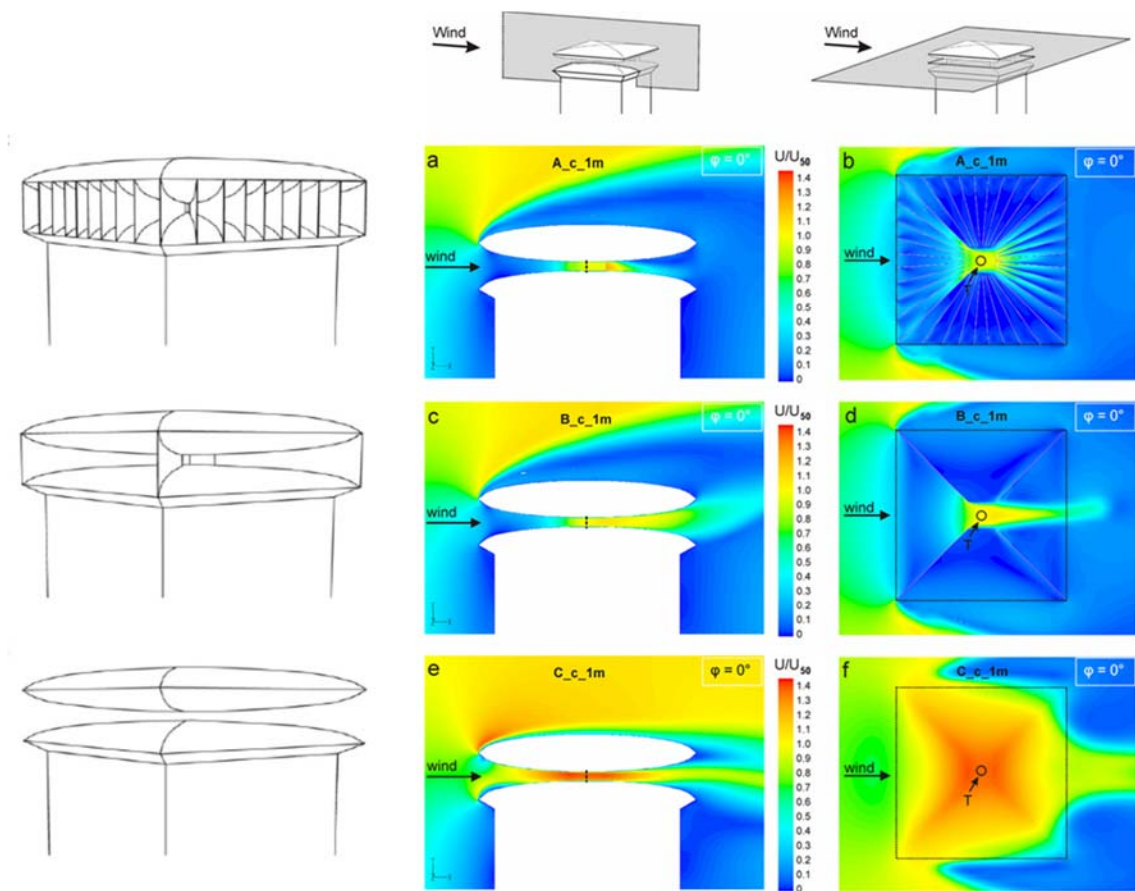 Wind
Wind
a
A_c_1m
φ = 0°
wind
U/U50
1.4
1.3
1.2
1.1
1.0
0.9
0.8
0.7
0.6
0.5
0.4
0.3
0.2
0.1
0
b
A_c_1m
φ = 0°
wind
T
c
B_c_1m
φ = 0°
wind
U/U50
1.4
1.3
1.2
1.1
1.0
0.9
0.8
0.7
0.6
0.5
0.4
0.3
0.2
0.1
0
d
B_c_1m
φ = 0°
wind
T
e
C_c_1m
φ = 0°
wind
U/U50
1.4
1.3
1.2
1.1
1.0
0.9
0.8
0.7
0.6
0.5
0.4
0.3
0.2
0.1
0
f
C_c_1m
φ = 0°
wind
T